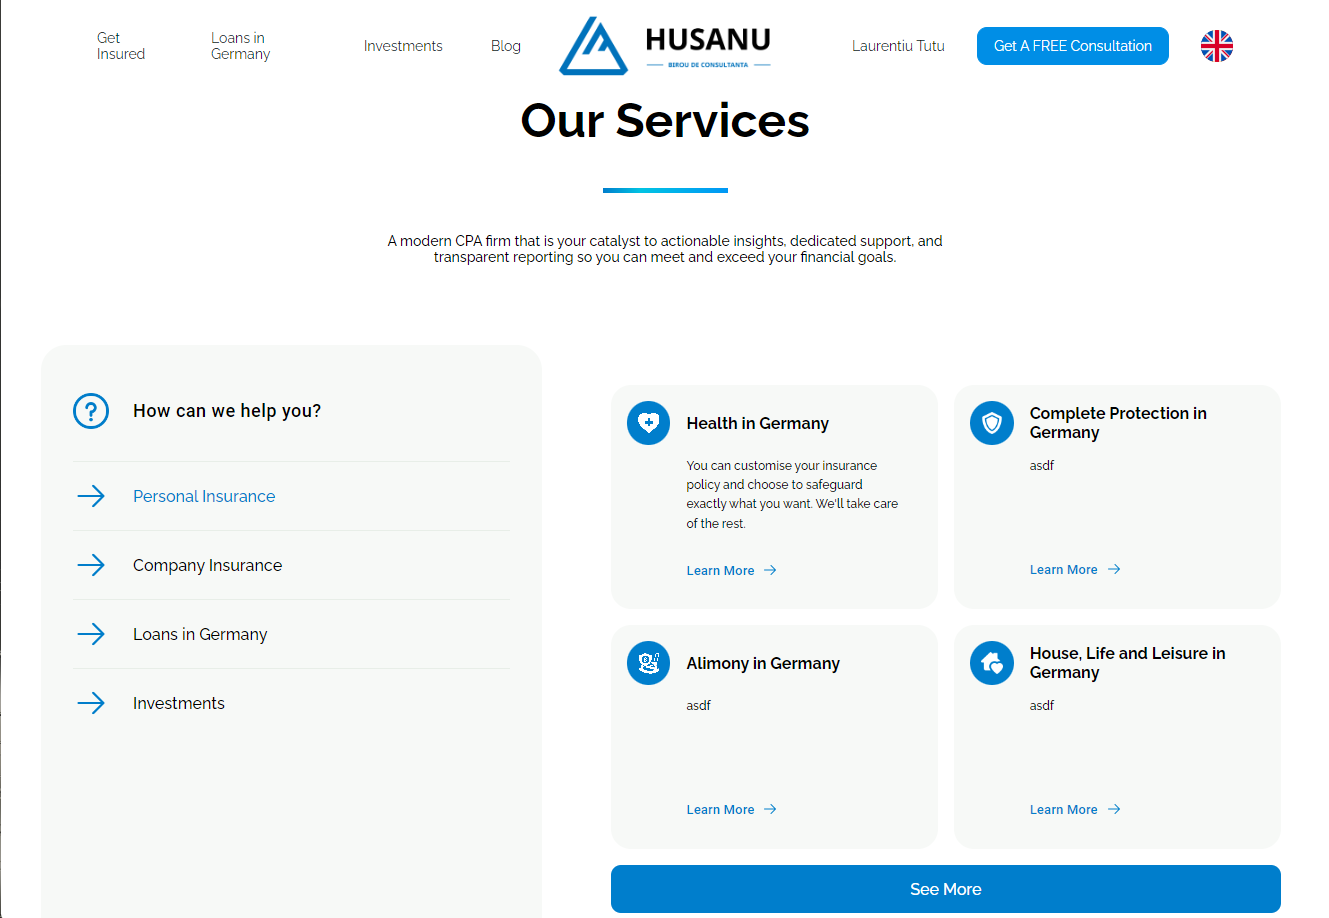 Get
Insured
Loans in
Germany
Investments
Blog
HUSANU
BIROU DE CONSULTANTA
Laurentiu Tutu
Get A FREE Consultation
Our Services
A modern CPA firm that is your catalyst to actionable insights, dedicated support, and
transparent reporting so you can meet and exceed your financial goals.
?
How can we help you?
Personal Insurance
Company Insurance
Loans in Germany
Investments
Health in Germany
You can customise your insurance
policy and choose to safeguard
exactly what you want. We'll take care
of the rest.
Learn More
Complete Protection in
Germany
asdf
Learn More
Alimony in Germany
asdf
Learn More
House, Life and Leisure in
Germany
asdf
Learn More
See More